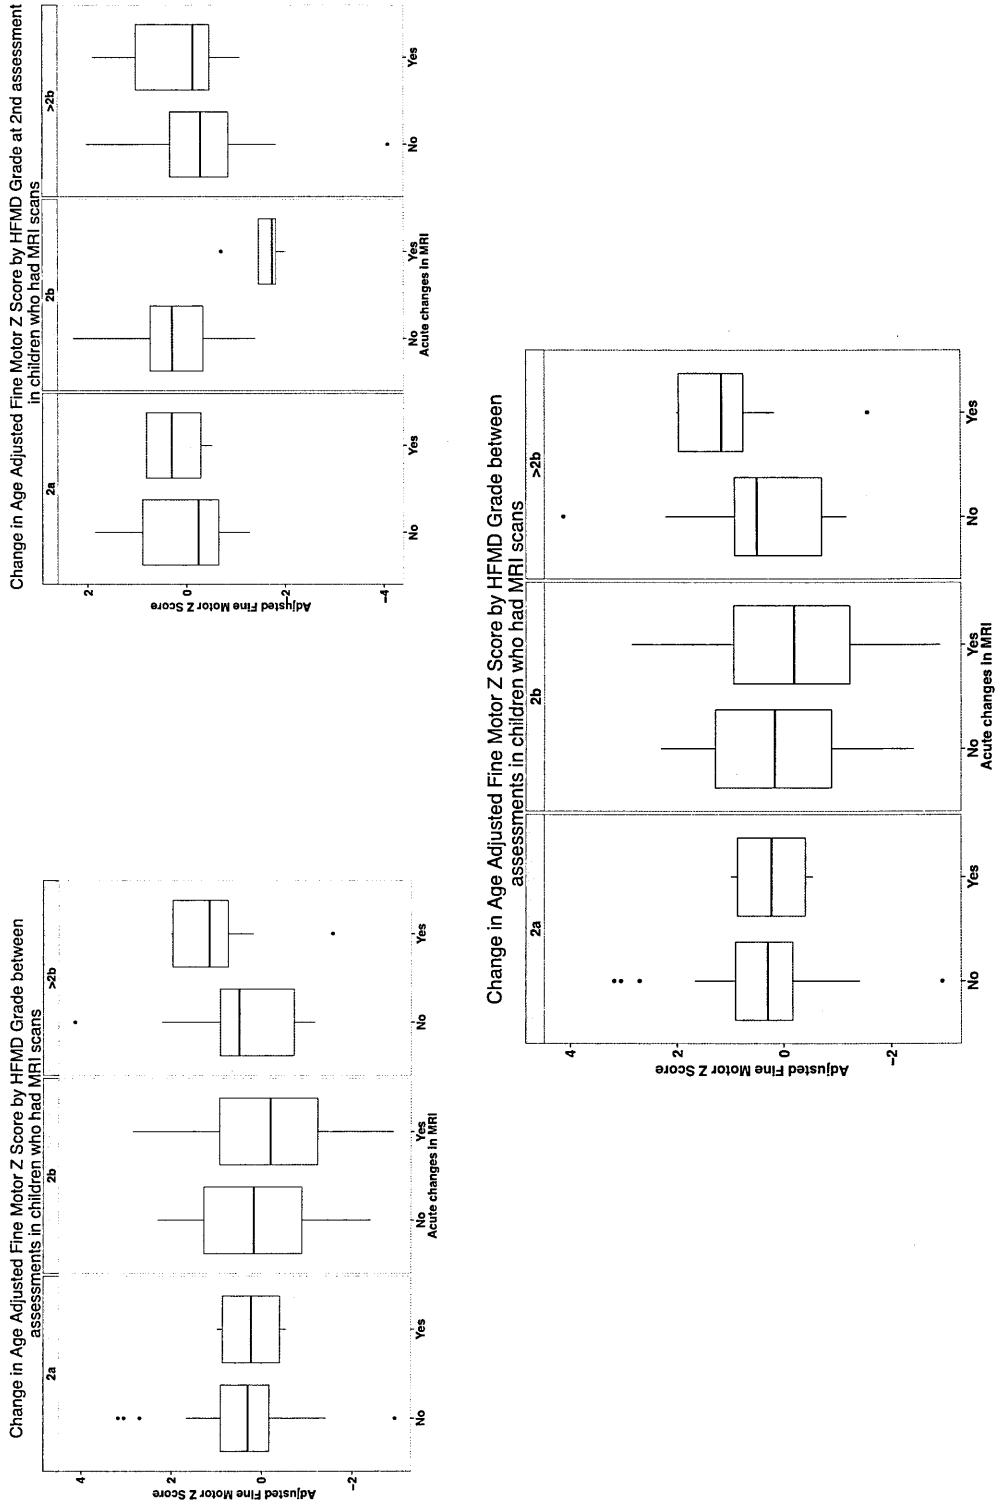 Change in Age Adjusted Fine Motor Z Score by HFMD Grade between
assessments in children who had MRI scans
2a
2b
>2b
4
2
0
−2
Adjusted Fine Motor Z Score
No
Yes
No
Yes
No
Yes
Acute changes in MRI
Change in Age Adjusted Fine Motor Z Score by HFMD Grade at 2nd assessment
in children who had MRI scans
2a
2b
>2b
2
0
−2
−4
Adjusted Fine Motor Z Score
No
Yes
No
Yes
No
Yes
Acute changes in MRI
Change in Age Adjusted Fine Motor Z Score by HFMD Grade between
assessments in children who had MRI scans
2a
2b
>2b
4
2
0
−2
Adjusted Fine Motor Z Score
No
Yes
No
Yes
No
Yes
Acute changes in MRI